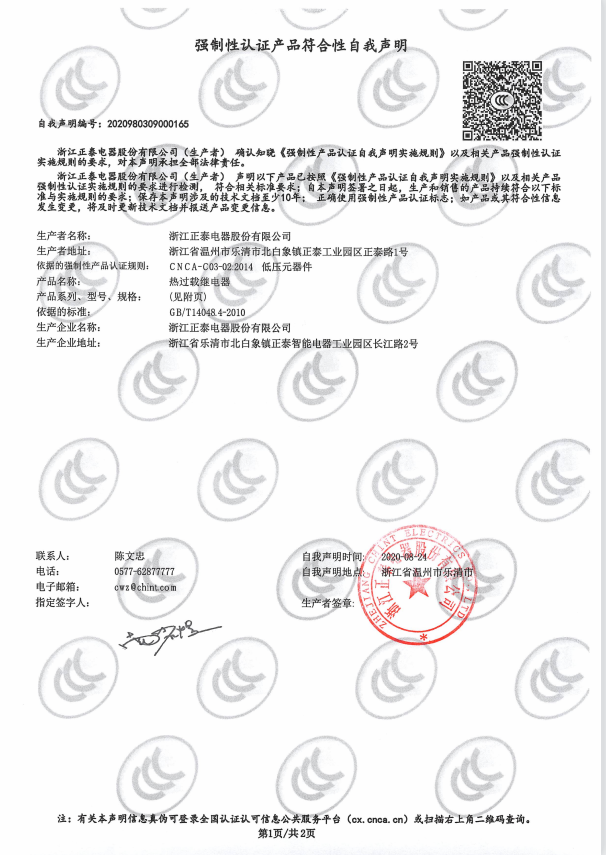 强制性认证产品符合性自我声明
自我声明编号：2020980309000165
浙江正泰电器股份有限公司（生产者） 确认知晓《强制性产品认证自我声明实施规则》以及相关产品强制性认证
实施规则的要求，对本声明承担全部法律责任。
浙江正泰电器股份有限公司（生产者） 声明以下产品已按照《强制性产品认证自我声明实施规则》以及相关产品
强制性认证实施规则的要求进行检测， 符合相关标准要求；自本声明签署之日起，生产和销售的产品持续符合以下标
准与实施规则的要求；保存本声明涉及的技术文档至少10年； 正确使用强制性产品认证标志；如产品或其符合性信息
发生变更，将及时更新技术文档并报送产品变更信息。
生产者名称： 浙江正泰电器股份有限公司
生产者地址： 浙江省温州市乐清市北白象镇正泰工业园区正泰路1号
依据的强制性产品认证规则： CNCA-C03-02:2014 低压元器件
产品名称： 热过载继电器
产品系列、型号、规格： (见附页)
依据的标准： GB/T14048.4-2010
生产企业名称： 浙江正泰电器股份有限公司
生产企业地址： 浙江省乐清市北白象镇正泰智能电器工业园区长江路2号
联系人： 陈文忠 自我声明时间： 2020-08-24
电话： 0577-62877777 自我声明地点： 浙江省温州市乐清市
电子邮箱： cwz@chint.com
指定签字人： 生产者签章：
ZHEJIANG CHINT ELECTRICS CO.,LTD
浙江正泰电器股份有限公司
注：有关本声明信息真伪可登录全国认证认可信息公共服务平台（cx.cnca.cn）或扫描右上角二维码查询。
第1页/共2页